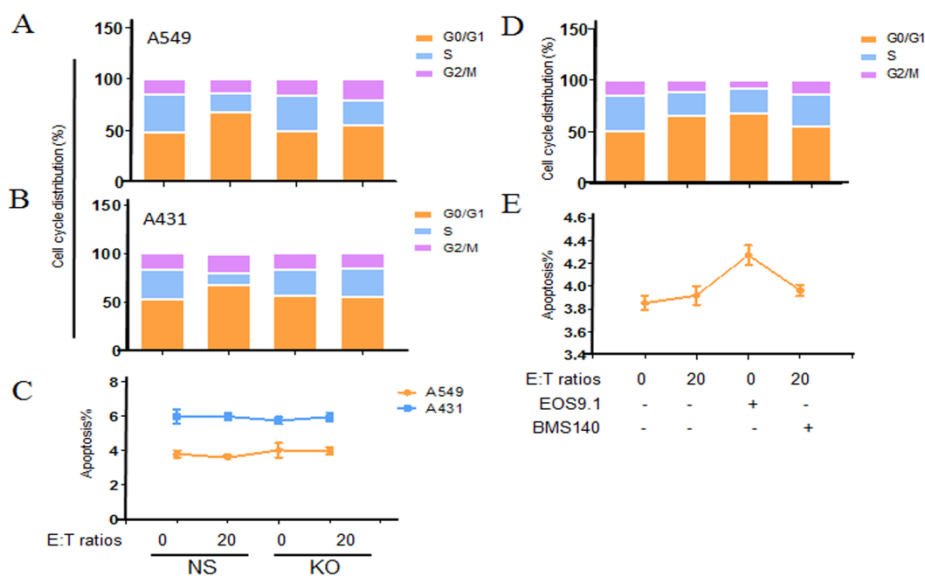 A
150
A549
G0/G1
S
G2/M
100
50
0
Cell cycle distribution (%)
B
150
A431
G0/G1
S
G2/M
100
50
0
C
8
A549
A431
6
Apoptosis%
4
2
0
E:T ratios 0 20 0 20
NS KO
D
150
G0/G1
S
G2/M
Cell cycle distribution (%)
100
50
0
E
4.6
4.4
4.2
Apoptosis%
4.0
3.8
3.6
3.4
E:T ratios 0 20 0 20
EOS9.1 - - + -
BMS140 - - - +